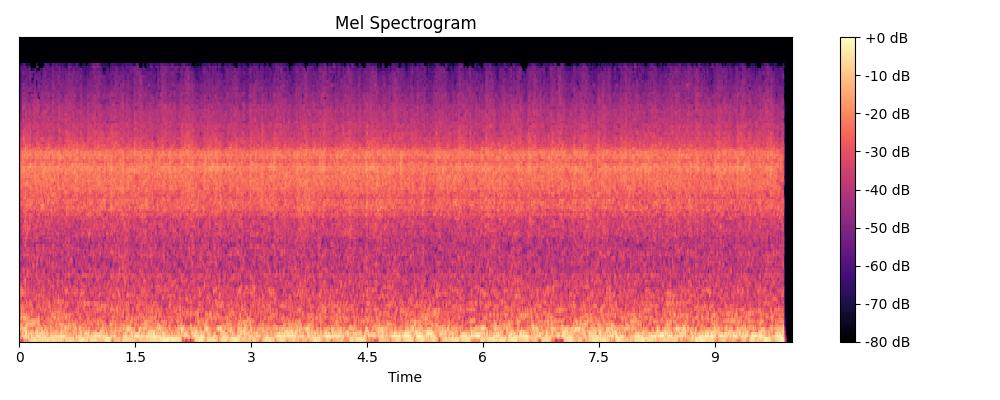 Mel Spectrogram
+0 dB
-10 dB
-20 dB
-30 dB
-40 dB
-50 dB
-60 dB
-70 dB
-80 dB
0 1.5 3 4.5 6 7.5 9
Time